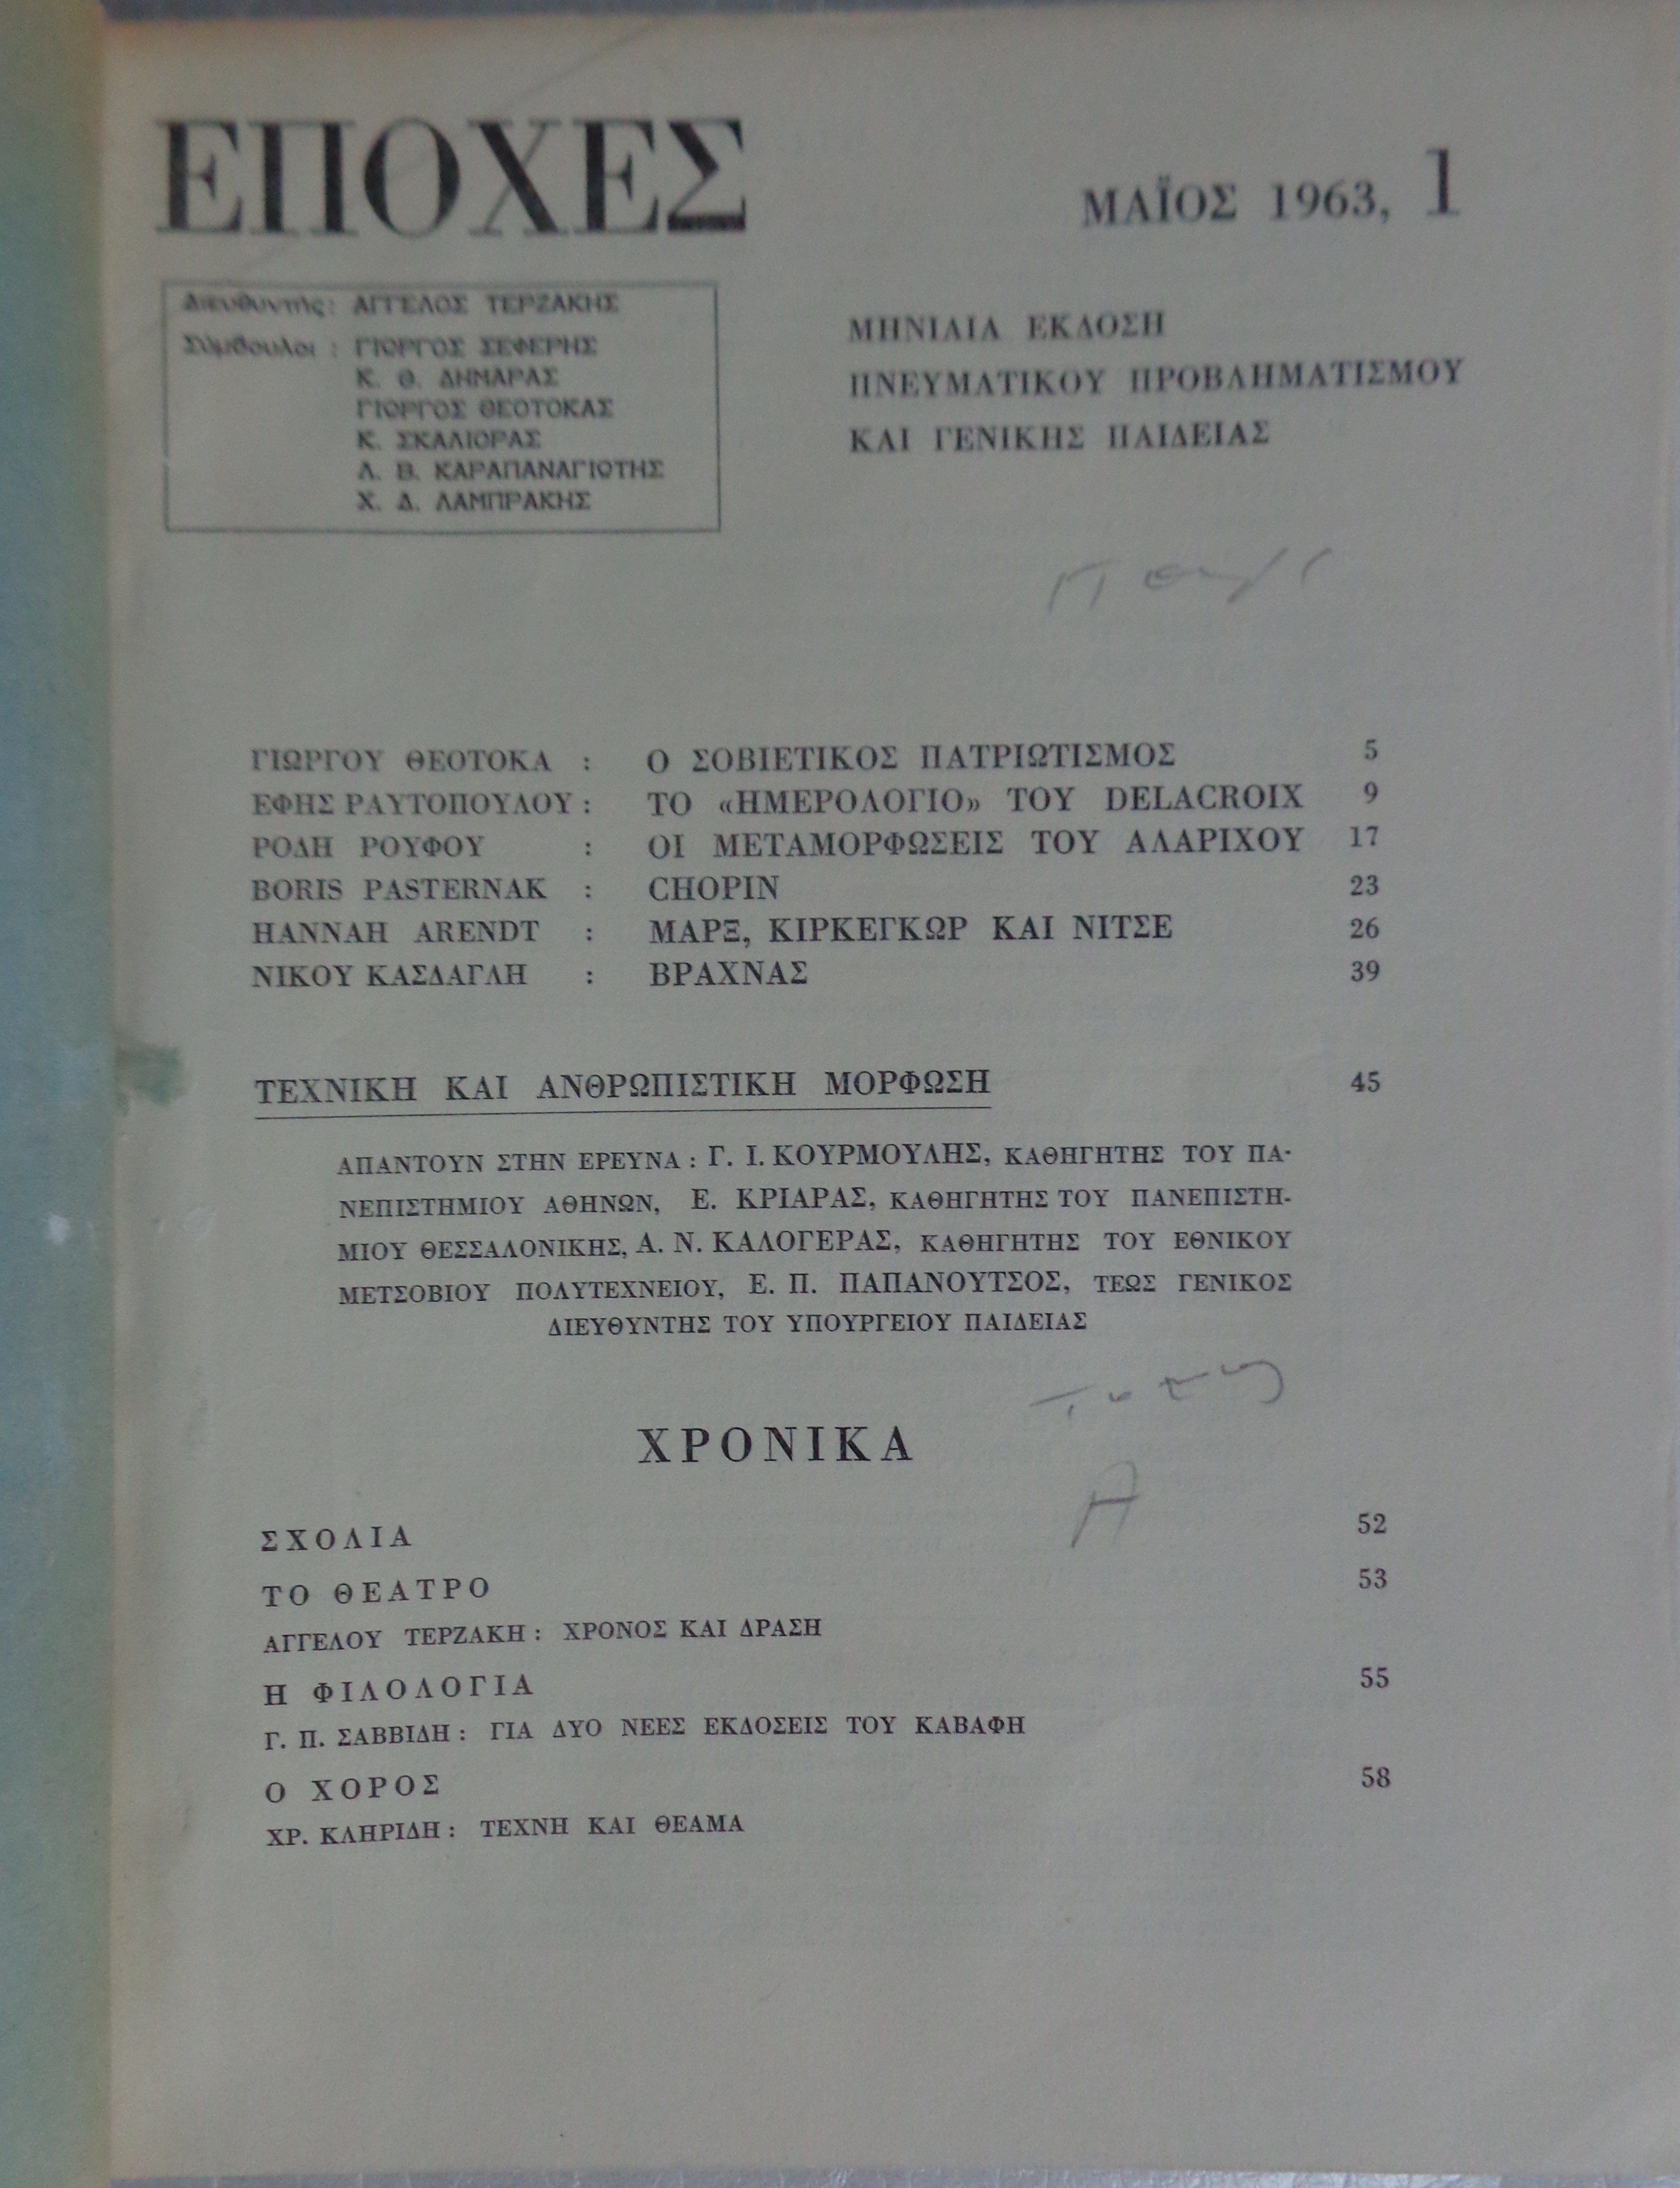 ΕΠΟΧΕΣ
ΜΑΪΟΣ 1963, 1
Διευθυντής: ΑΓΓΕΛΟΣ ΤΕΡΖΑΚΗΣ
Σύμβουλοι : ΓΙΩΡΓΟΣ ΣΕΦΕΡΗΣ
Κ. Θ. ΔΗΜΑΡΑΣ
ΓΙΩΡΓΟΣ ΘΕΟΤΟΚΑΣ
Κ. ΣΚΑΛΙΟΡΑΣ
Λ. Β. ΚΑΡΑΠΑΝΑΓΙΩΤΗΣ
Χ. Δ. ΛΑΜΠΡΑΚΗΣ
ΜΗΝΙΑΙΑ ΕΚΔΟΣΗ
ΠΝΕΥΜΑΤΙΚΟΥ ΠΡΟΒΛΗΜΑΤΙΣΜΟΥ
ΚΑΙ ΓΕΝΙΚΗΣ ΠΑΙΔΕΙΑΣ
ΓΙΩΡΓΟΥ ΘΕΟΤΟΚΑ : Ο ΣΟΒΙΕΤΙΚΟΣ ΠΑΤΡΙΩΤΙΣΜΟΣ 5
ΕΦΗΣ ΡΑΥΤΟΠΟΥΛΟΥ : ΤΟ «ΗΜΕΡΟΛΟΓΙΟ» ΤΟΥ DELACROIX 9
ΡΟΔΗ ΡΟΥΦΟΥ : ΟΙ ΜΕΤΑΜΟΡΦΩΣΕΙΣ ΤΟΥ ΑΛΑΡΙΧΟΥ 17
BORIS PASTERNAK : CHOPIN 23
HANNAH ARENDT : ΜΑΡΞ, ΚΙΡΚΕΓΚΩΡ ΚΑΙ ΝΙΤΣΕ 26
ΝΙΚΟΥ ΚΑΣΔΑΓΛΗ : ΒΡΑΧΝΑΣ 39
ΤΕΧΝΙΚΗ ΚΑΙ ΑΝΘΡΩΠΙΣΤΙΚΗ ΜΟΡΦΩΣΗ 45
ΑΠΑΝΤΟΥΝ ΣΤΗΝ ΕΡΕΥΝΑ : Γ. Ι. ΚΟΥΡΜΟΥΛΗΣ, ΚΑΘΗΓΗΤΗΣ ΤΟΥ ΠΑ-
ΝΕΠΙΣΤΗΜΙΟΥ ΑΘΗΝΩΝ, Ε. ΚΡΙΑΡΑΣ, ΚΑΘΗΓΗΤΗΣ ΤΟΥ ΠΑΝΕΠΙΣΤΗ-
ΜΙΟΥ ΘΕΣΣΑΛΟΝΙΚΗΣ, Α. Ν. ΚΑΛΟΓΕΡΑΣ, ΚΑΘΗΓΗΤΗΣ ΤΟΥ ΕΘΝΙΚΟΥ
ΜΕΤΣΟΒΙΟΥ ΠΟΛΥΤΕΧΝΕΙΟΥ, Ε. Π. ΠΑΠΑΝΟΥΤΣΟΣ, ΤΕΩΣ ΓΕΝΙΚΟΣ
ΔΙΕΥΘΥΝΤΗΣ ΤΟΥ ΥΠΟΥΡΓΕΙΟΥ ΠΑΙΔΕΙΑΣ
ΧΡΟΝΙΚΑ
Α
ΣΧΟΛΙΑ 52
ΤΟ ΘΕΑΤΡΟ 53
ΑΓΓΕΛΟΥ ΤΕΡΖΑΚΗ : ΧΡΟΝΟΣ ΚΑΙ ΔΡΑΣΗ
Η ΦΙΛΟΛΟΓΙΑ 55
Γ. Π. ΣΑΒΒΙΔΗ : ΓΙΑ ΔΥΟ ΝΕΕΣ ΕΚΔΟΣΕΙΣ ΤΟΥ ΚΑΒΑΦΗ
Ο ΧΟΡΟΣ 58
ΧΡ. ΚΛΗΡΙΔΗ : ΤΕΧΝΗ ΚΑΙ ΘΕΑΜΑ